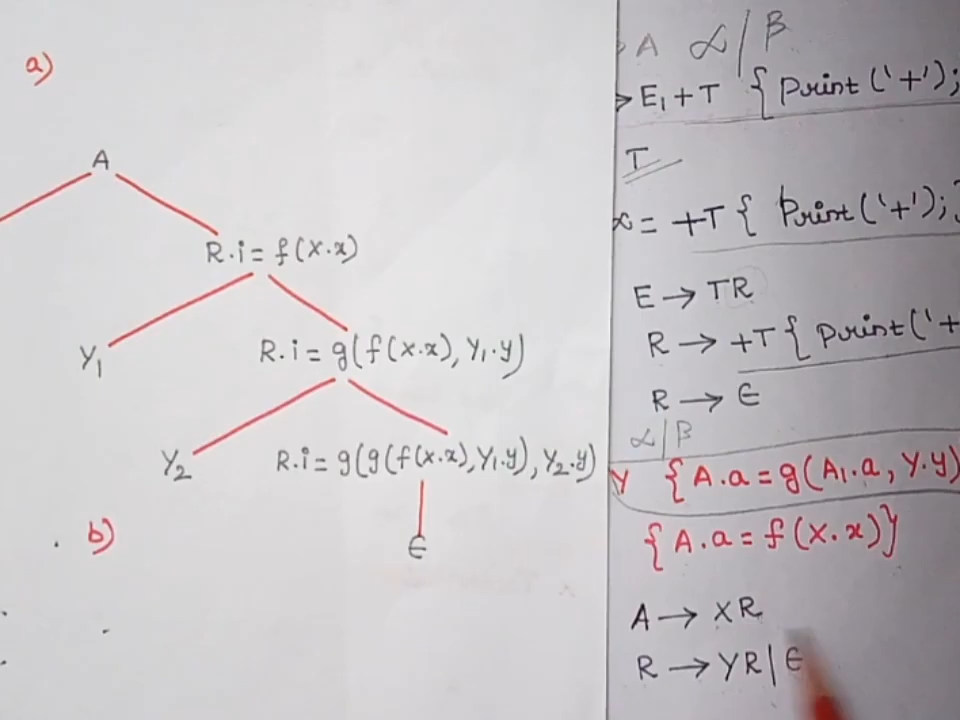 a)
A
R.i = f(X.x)
Y1
R.i = g(f(X.x), Y1.y)
Y2
R.i = g(g(f(X.x), Y1.y), Y2.y)
b)
ϵ
A α/β
E1 + T { Print('+');
T
α = +T { Print('+');}
E → TR
R → +T { Print('+
R → ϵ
α/β
Y {A.a = g(A1.a, Y.y)
{A.a = f(X.x)}
A → XR
R → YR | ϵ